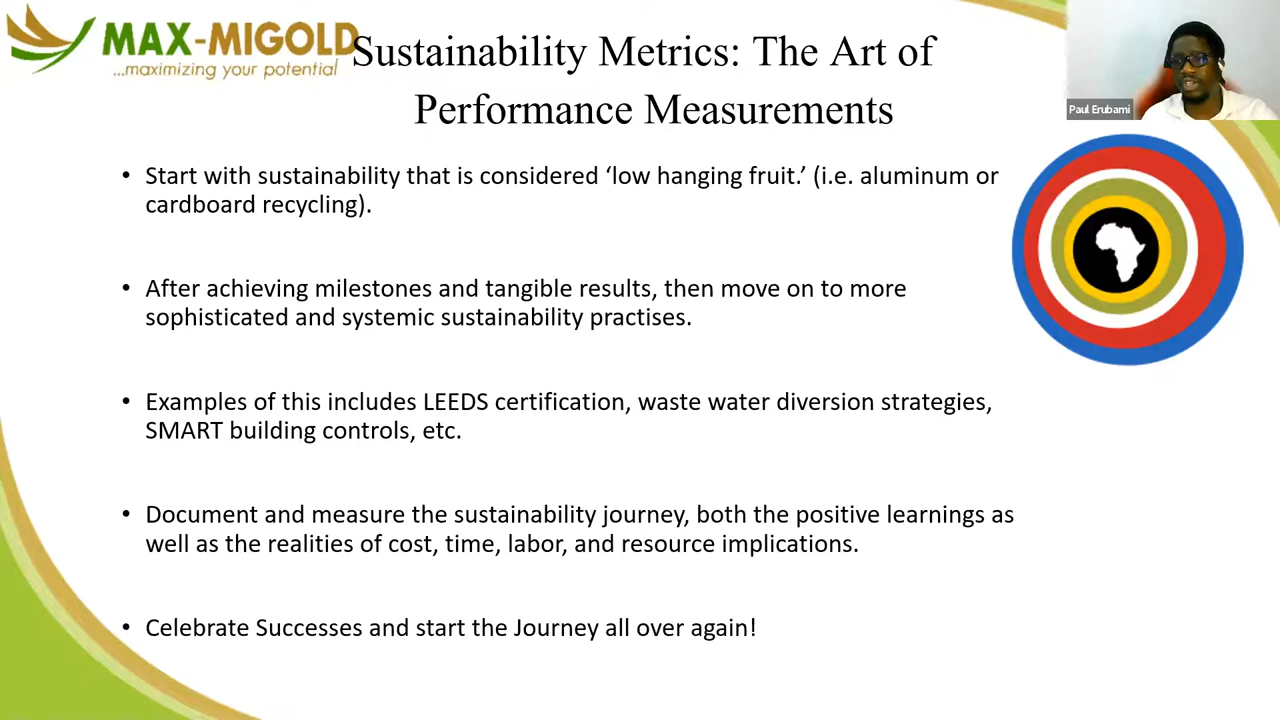 MAX-MIGOLD
...maximizing your potential
Sustainability Metrics: The Art of
Performance Measurements
Paul Erubami
• Start with sustainability that is considered ‘low hanging fruit.’ (i.e. aluminum or
cardboard recycling).
• After achieving milestones and tangible results, then move on to more
sophisticated and systemic sustainability practises.
• Examples of this includes LEEDS certification, waste water diversion strategies,
SMART building controls, etc.
• Document and measure the sustainability journey, both the positive learnings as
well as the realities of cost, time, labor, and resource implications.
• Celebrate Successes and start the Journey all over again!